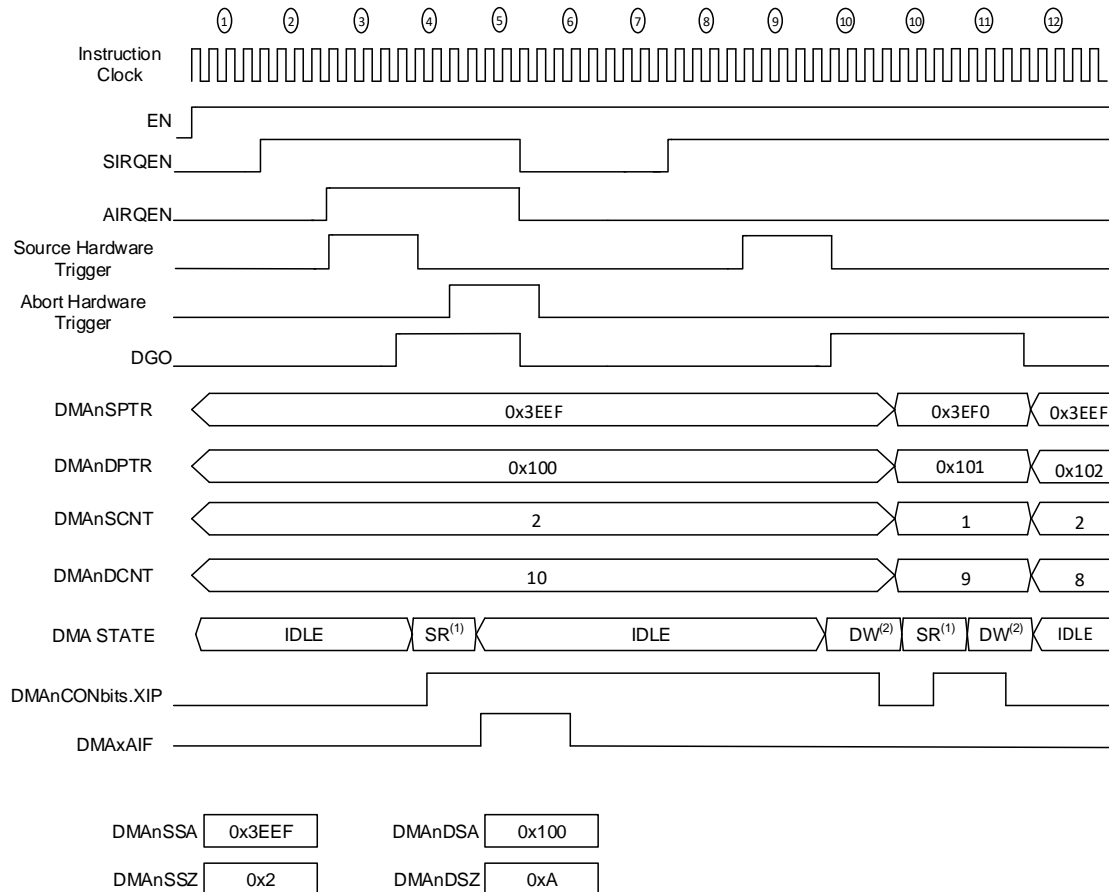 1 2 3 4 5 6 7 8 9 10 10 11 12
Instruction
Clock
EN
SIRQEN
AIRQEN
Source Hardware
Trigger
Abort Hardware
Trigger
DGO
DMAnSPTR 0x3EEF 0x3EF0 0x3EEF
DMAnDPTR 0x100 0x101 0x102
DMAnSCNT 2 1 2
DMAnDCNT 10 9 8
DMA STATE IDLE SR(1) IDLE DW(2) SR(1) DW(2) IDLE
DMAnCONbits.XIP
DMAxAIF
DMAnSSA 0x3EEF DMAnDSA 0x100
DMAnSSZ 0x2 DMAnDSZ 0xA